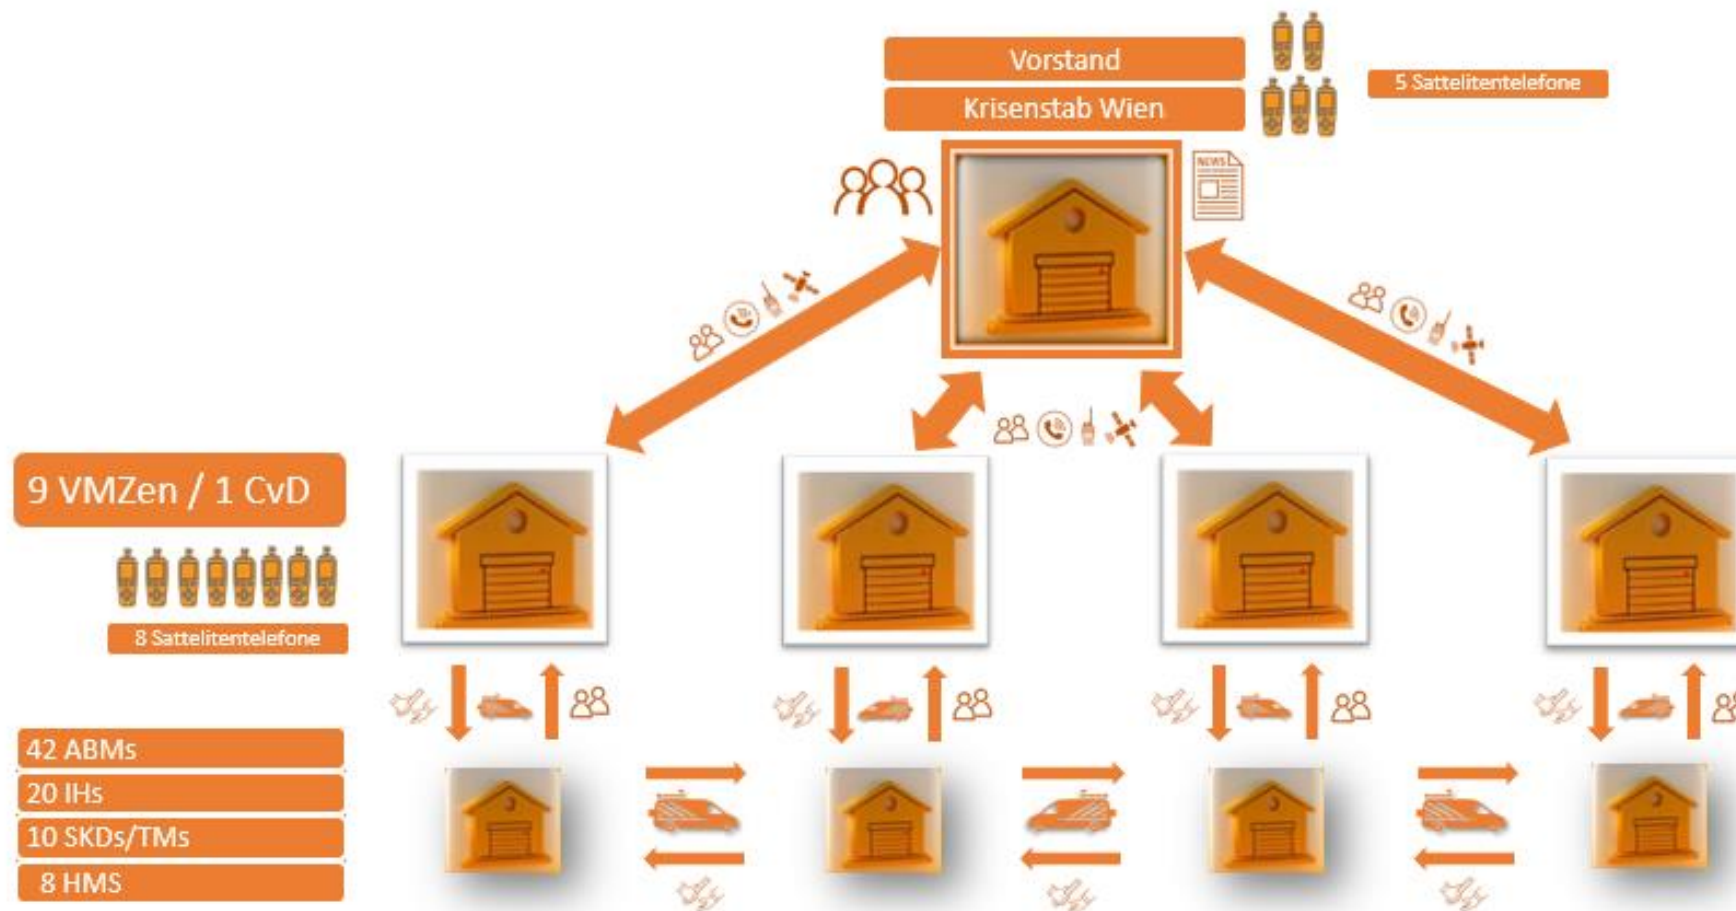 Vorstand
Krisenstab Wien
5 Sattelitentelefone
NEWS
9 VMZen / 1 CvD
8 Sattelitentelefone
42 ABMs
20 IHs
10 SKDs/TMs
8 HMS